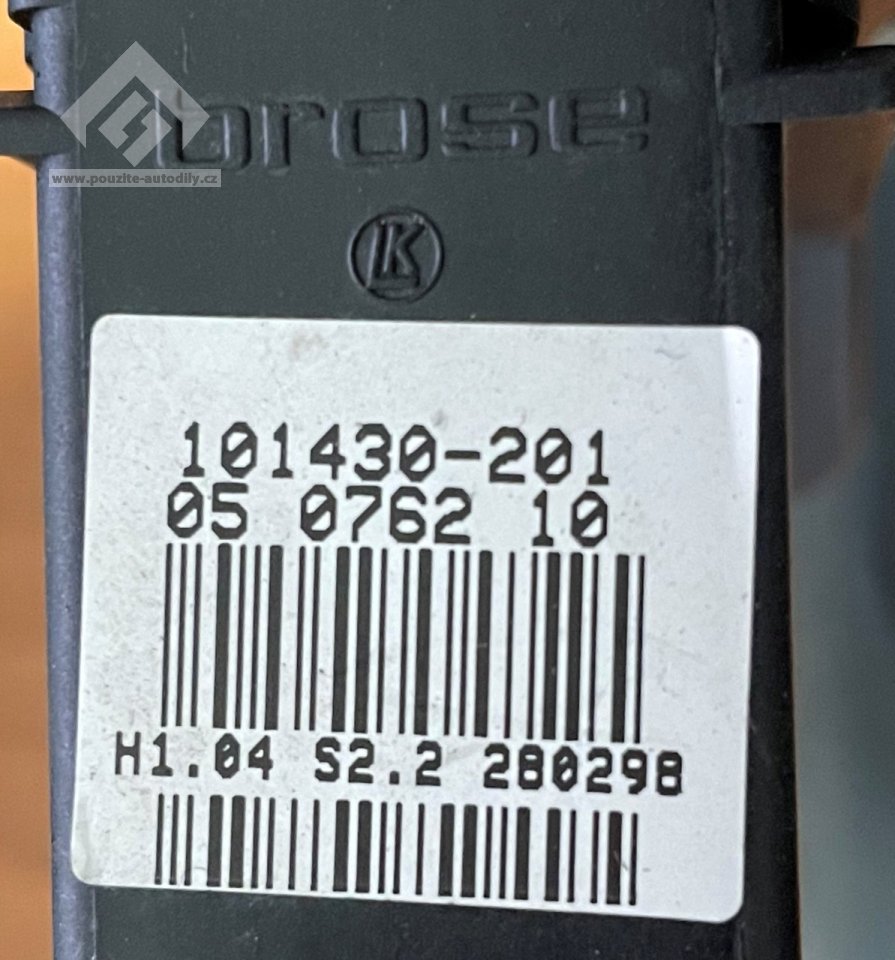 brose
www.pouzite-autodily.cz
K
101430-201
05 0762 10
H1.04 S2.2 280298